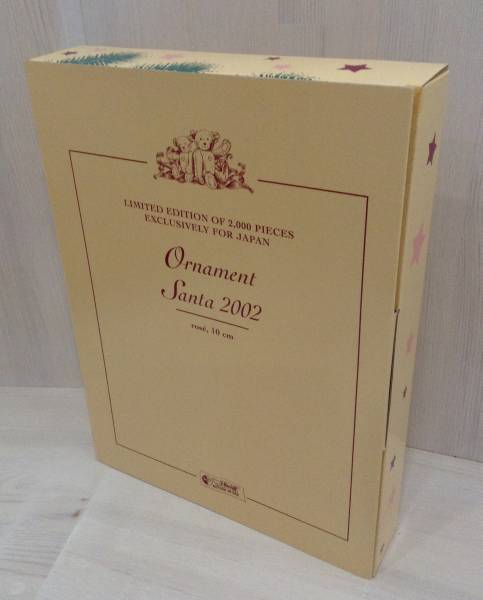 LIMITED EDITION OF 2,000 PIECES
EXCLUSIVELY FOR JAPAN
Ornament
Santa 2002
rosé, 10 cm